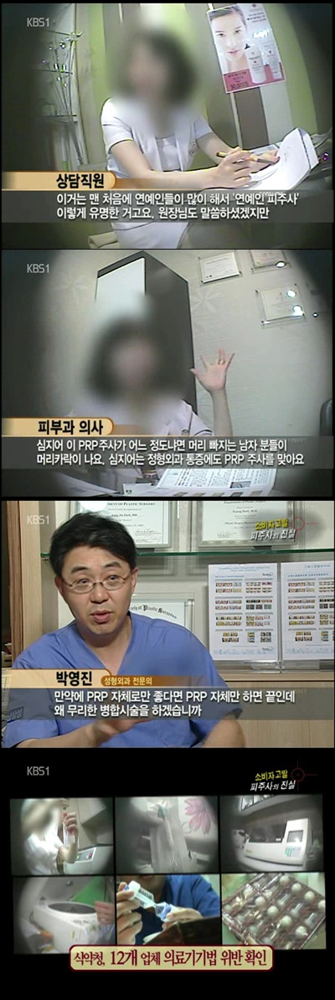 KBS1
상담직원
이거는 맨 처음에 연예인들이 많이 해서 '연예인 피주사'
이렇게 유명한 거고요, 원장님도 말씀하셨겠지만
KBS1
피부과 의사
심지어 이 PRP주사가 어느 정도냐면 머리 빠지는 남자 분들이
머리카락이 나요. 심지어는 정형외과 통증에도 PRP 주사를 맞아요
KBS1
소비자고발
피주사의 진실
박영진
성형외과 전문의
만약에 PRP 자체로만 좋다면 PRP 자체만 하면 끝인데
왜 무리한 병합시술을 하겠습니까
KBS1
소비자고발
피주사의 진실
식약청, 12개 업체 의료기기법 위반 확인